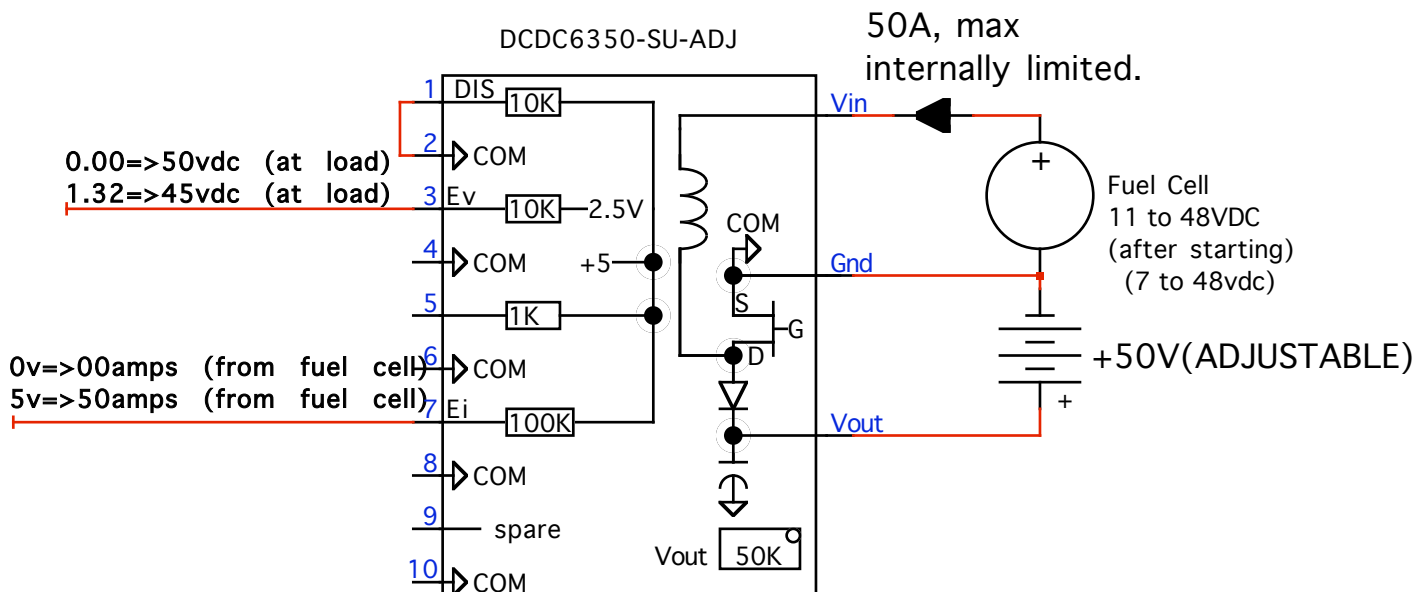 DCDC6350-SU-ADJ
50A, max
internally limited.
1 DIS 10K
Vin
2 COM
0.00=>50vdc (at load)
1.32=>45vdc (at load)
3 Ev 10K 2.5V
+
Fuel Cell
11 to 48VDC
(after starting)
(7 to 48vdc)
COM
4 COM
+5
Gnd
S
5 1K
G
D
6 COM
0v=>00amps (from fuel cell)
5v=>50amps (from fuel cell)
+50V(ADJUSTABLE)
+
7 Ei 100K
Vout
8 COM
9 spare
Vout 50K
10 COM